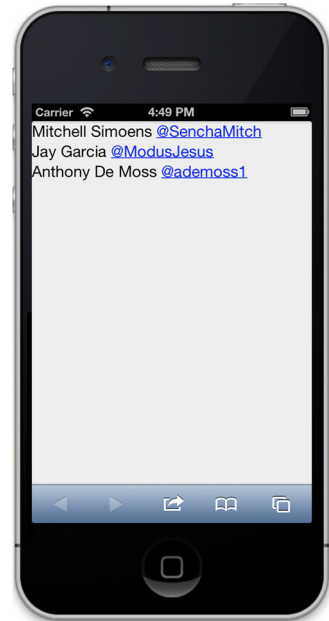 Carrier 4:49 PM
Mitchell Simoens @SenchaMitch
Jay Garcia @ModusJesus
Anthony De Moss @ademoss1